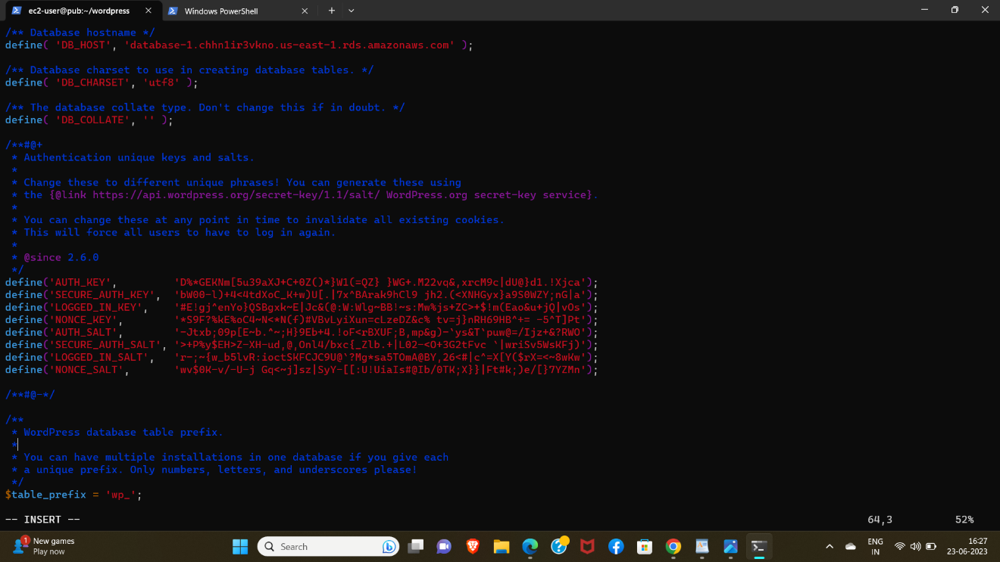 ec2-user@pub:~/wordpress
Windows PowerShell
/** Database hostname */
define( 'DB_HOST', 'database-1.chhn1ir3vkno.us-east-1.rds.amazonaws.com' );
/** Database charset to use in creating database tables. */
define( 'DB_CHARSET', 'utf8' );
/** The database collate type. Don't change this if in doubt. */
define( 'DB_COLLATE', '' );
/**#@+
* Authentication unique keys and salts.
*
* Change these to different unique phrases! You can generate these using
* the {@link https://api.wordpress.org/secret-key/1.1/salt/ WordPress.org secret-key service}.
*
* You can change these at any point in time to invalidate all existing cookies.
* This will force all users to have to log in again.
*
* @since 2.6.0
*/
define('AUTH_KEY', 'D%*GEKNm[5u39aXJ+C+0Z()*}W1(=QZ} }WG+.M22vq&,xrcM9c|dU@}d1.!Xjca');
define('SECURE_AUTH_KEY', 'bW00-l)+4<4tdXoC_K+w)U[.|7x^BArak9hCl9 jh2.(<XNHGyx}a9S0WZY;nG|a');
define('LOGGED_IN_KEY', '#E!gj^enYo}QSBgxk~E|Jc&(@:W:Wlg~BB!~s:Mw%js+ZC>+$!m(Eao&u+jQ|vOs');
define('NONCE_KEY', '*S9F?%kE%oC4~N<*N(f)#VBvLyiXun=cLzeDZ&c% tv=j}nRH69HB^+= -5^T]Pt');
define('AUTH_SALT', '-Jtxb;09p[E~b.^~;H}9Eb+4.!oF<rBXUF;B,mp&g)-`ys&T`puw@=/Ijz+&?RWO');
define('SECURE_AUTH_SALT', '>+P%y$EH>Z-XH-ud,@,Onl4/bxc{_Zlb.+|L02-<O+3G2tFvc `|wriSv5WsKFj)');
define('LOGGED_IN_SALT', 'r-;~{w_b5lvR:ioctSKFCJC9U@`?Mg*sa5TOmA@BY,26<#|c^=X[Y($rX=<~8wKw');
define('NONCE_SALT', 'wv$0K-v/-U-j Gq<~j]sz|SyY-[[:U!UiaIs#@Ib/0TK;X}}|Ft#k;)e/[}7YZMn');
/**#@-*/
/**
* WordPress database table prefix.
*
* You can have multiple installations in one database if you give each
* a unique prefix. Only numbers, letters, and underscores please!
*/
$table_prefix = 'wp_';
-- INSERT -- 64,3 52%
1
New games
Play now
Search
ENG
IN
16:27
23-06-2023